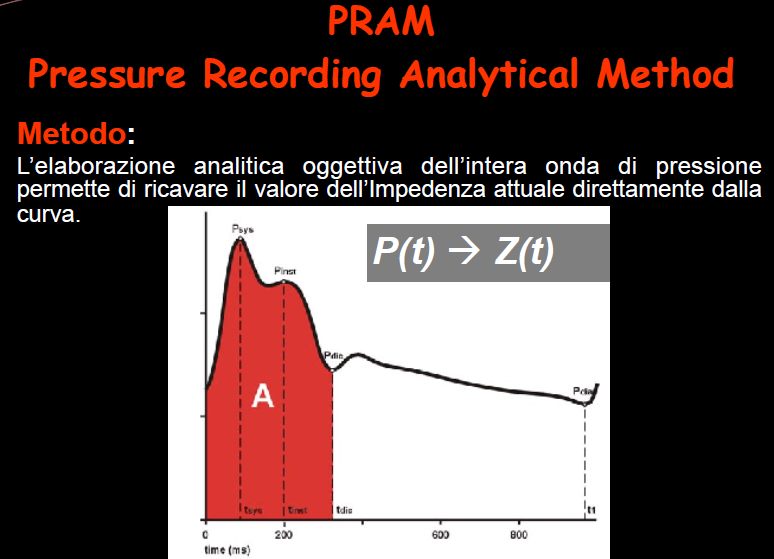 PRAM
Pressure Recording Analytical Method
Metodo:
L'elaborazione analitica oggettiva dell'intera onda di pressione
permette di ricavare il valore dell'Impedenza attuale direttamente dalla
curva.
P(t) → Z(t)
Psys
Pinst
Pdic
Pdia
A
tsys tinst tdic t1
0 200 600 800
time (ms)